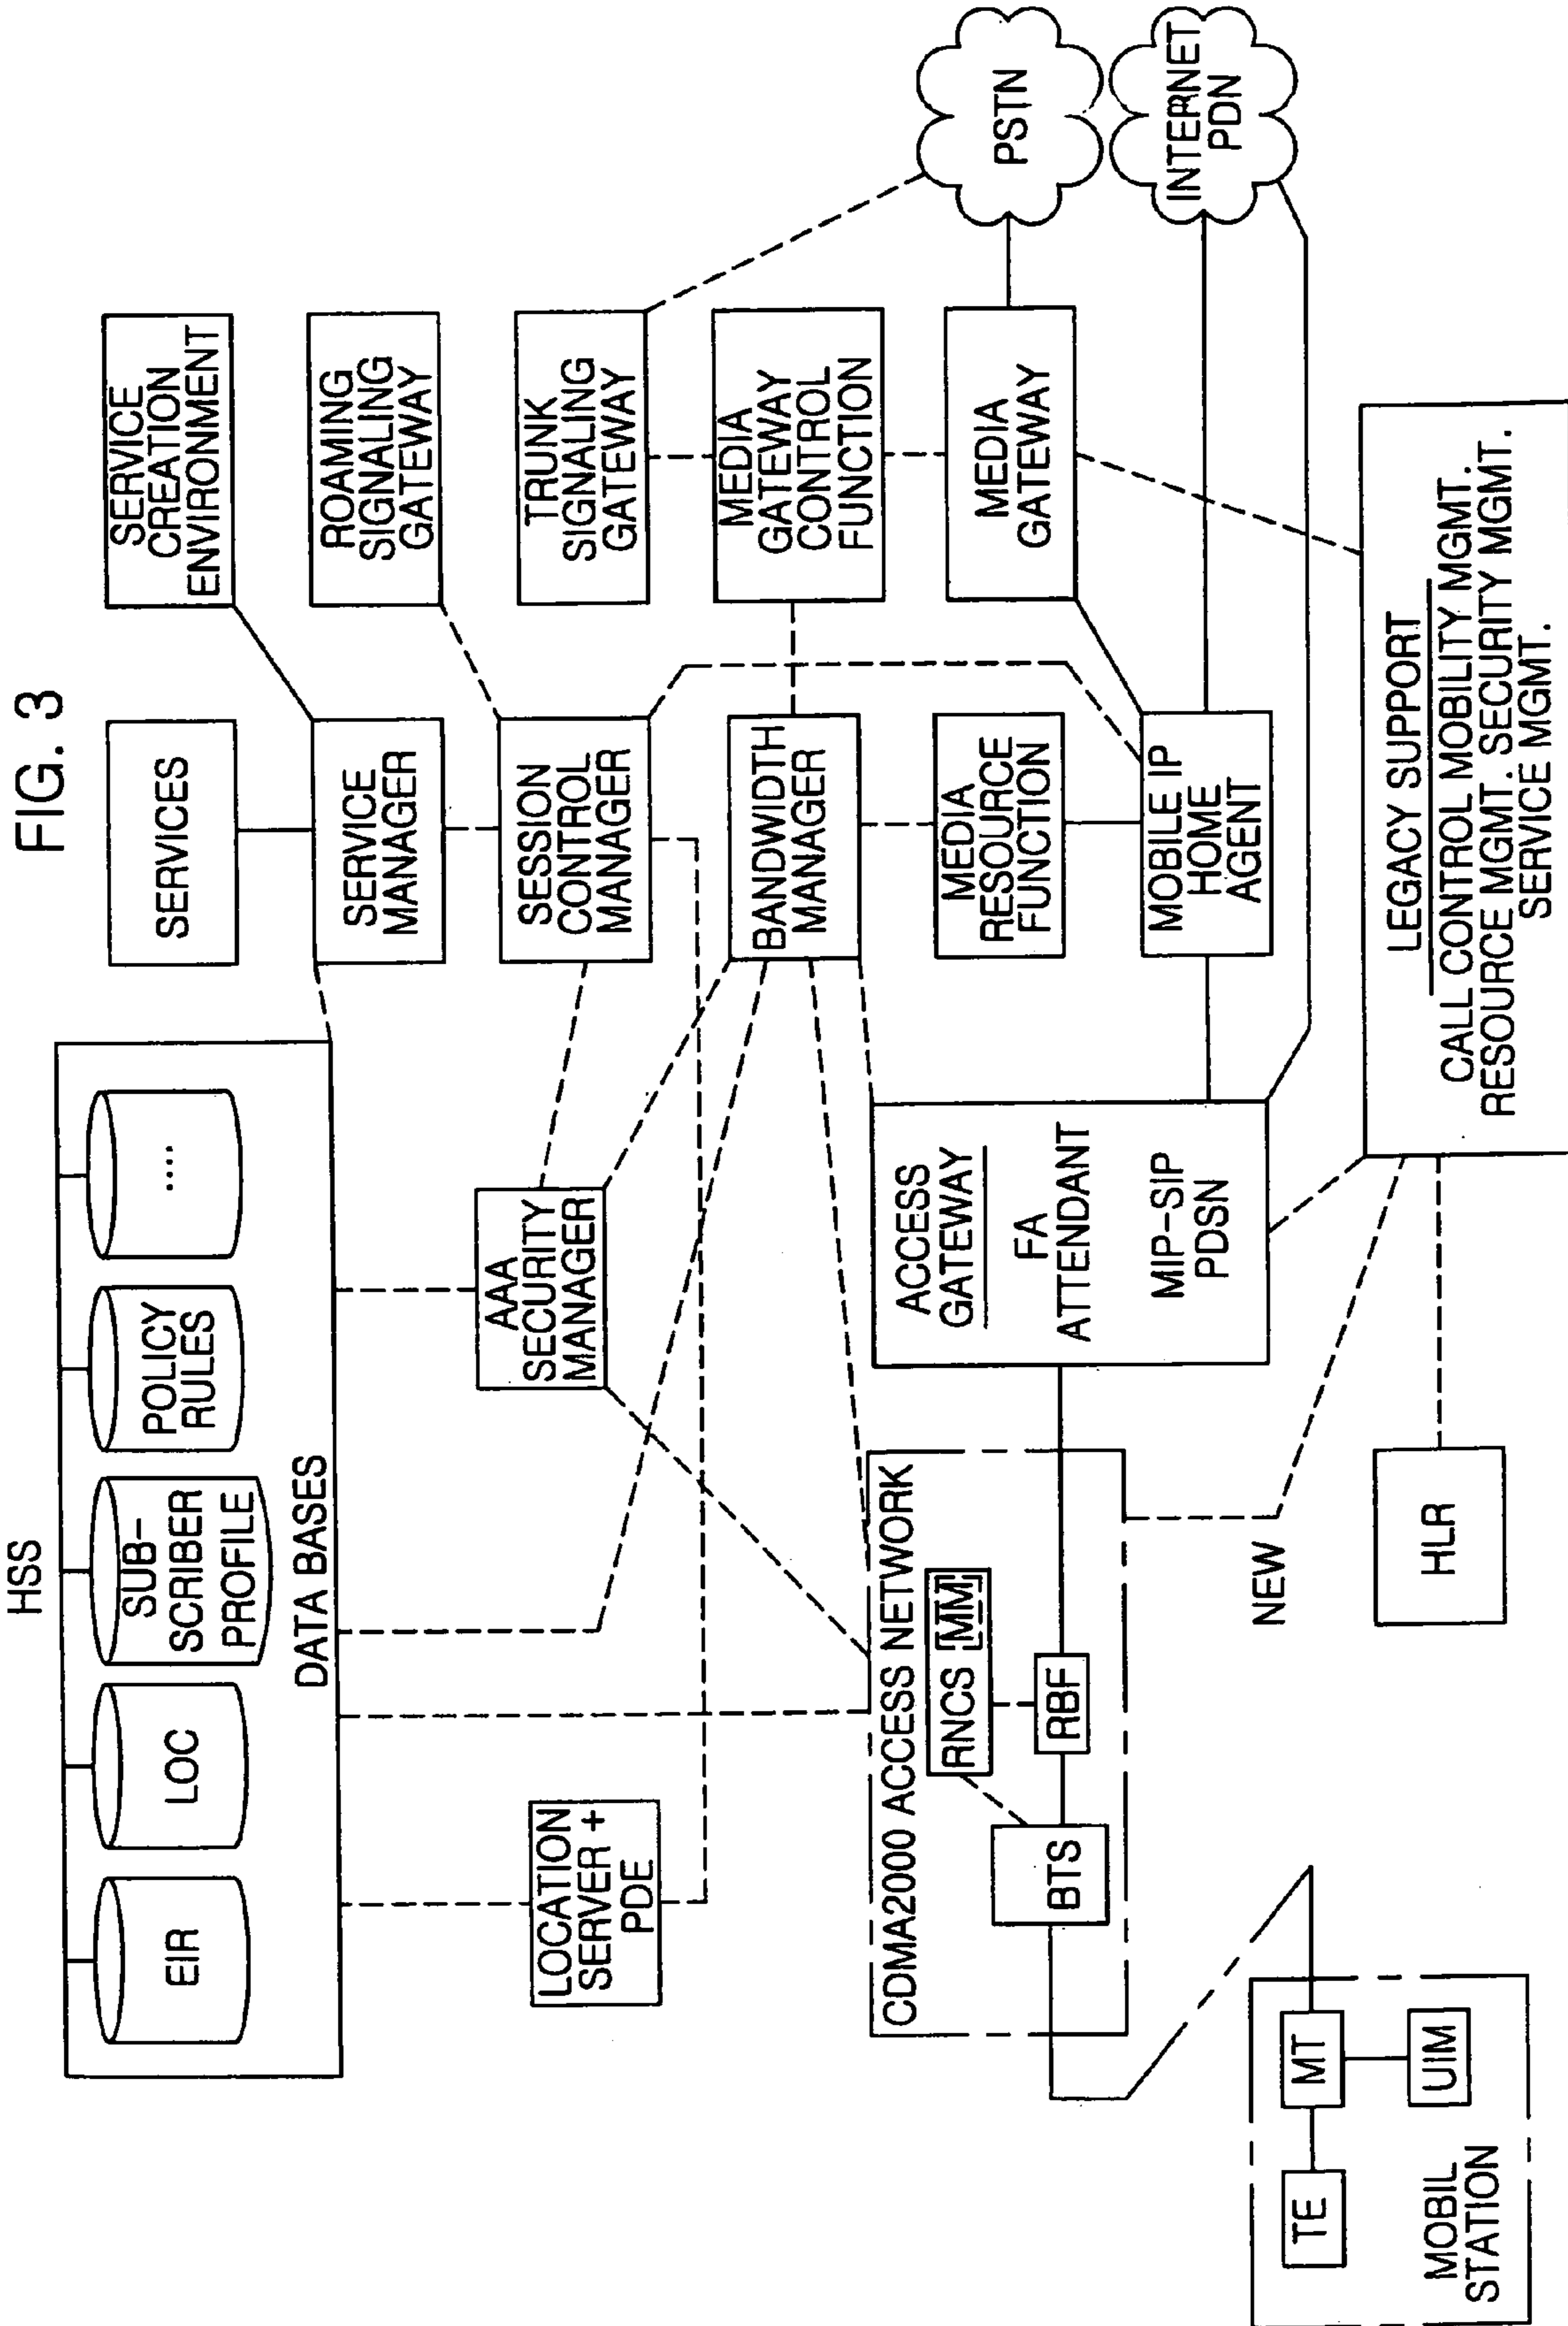 FIG. 3
HSS
EIR
LOC
SUB-
SCRIBER
PROFILE
POLICY
RULES
....
DATA BASES
SERVICES
SERVICE
CREATION
ENVIRONMENT
SERVICE
MANAGER
ROAMING
SIGNALING
GATEWAY
LOCATION
SERVER +
PDE
AAA
SECURITY
MANAGER
SESSION
CONTROL
MANAGER
TRUNK
SIGNALING
GATEWAY
BANDWIDTH
MANAGER
MEDIA
GATEWAY
CONTROL
FUNCTION
CDMA2000 ACCESS NETWORK
RNCS [MM]
BTS
RBF
ACCESS
GATEWAY
FA
ATTENDANT
MIP-SIP
PDSN
MEDIA
RESOURCE
FUNCTION
MEDIA
GATEWAY
PSTN
MOBILE IP
HOME
AGENT
INTERNET
PDN
TE
MT
UIM
MOBIL
STATION
NEW
HLR
LEGACY SUPPORT
CALL CONTROL MOBILITY MGMT.
RESOURCE MGMT. SECURITY MGMT.
SERVICE MGMT.